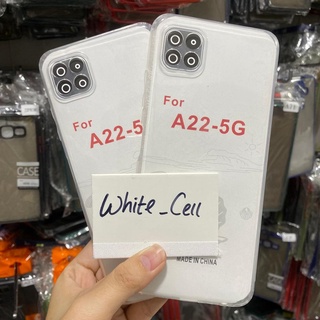 For
A22-5
For
A22-5G
White_Cell
MADE IN CHINA
CASE